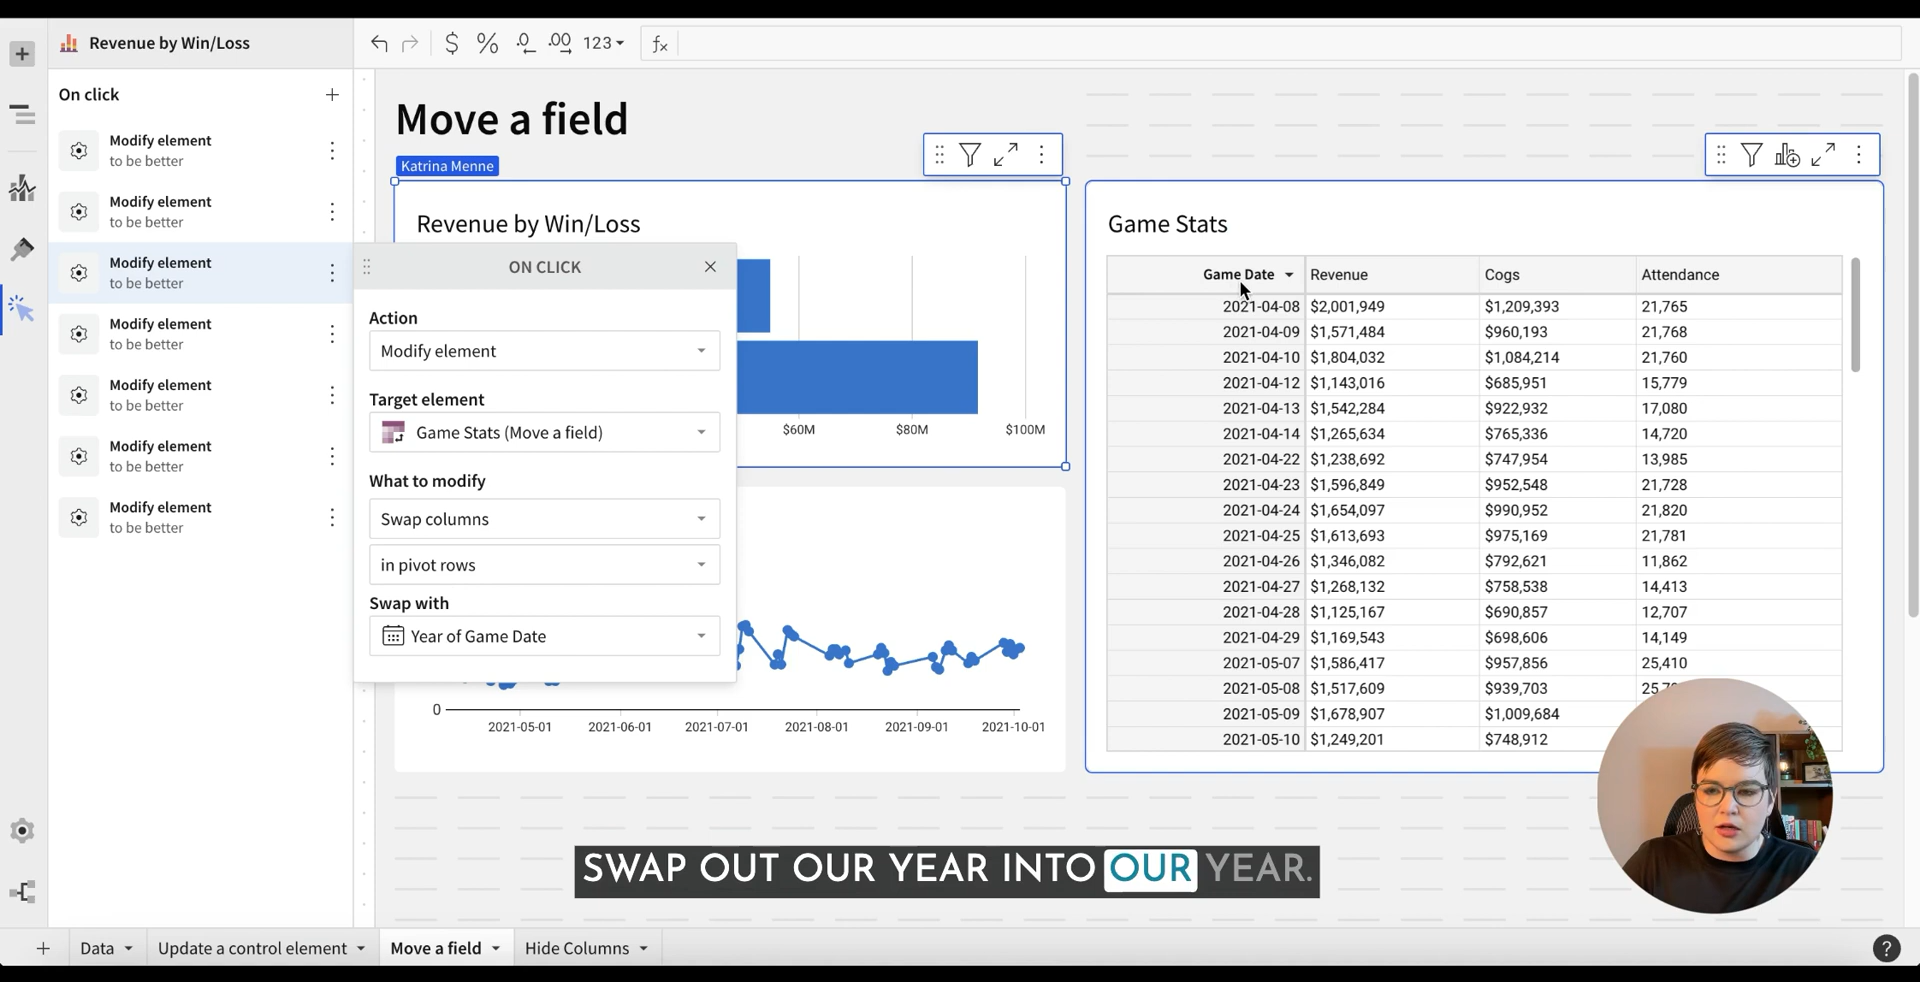 Revenue by Win/Loss
$ % .0 .00 123 fx
On click
Modify element
to be better
Modify element
to be better
Modify element
to be better
Modify element
to be better
Modify element
to be better
Modify element
to be better
Modify element
to be better
Move a field
Katrina Menne
Revenue by Win/Loss
$60M $80M $100M
ON CLICK
Action
Modify element
Target element
Game Stats (Move a field)
What to modify
Swap columns
in pivot rows
Swap with
Year of Game Date
0
2021-05-01 2021-06-01 2021-07-01 2021-08-01 2021-09-01 2021-10-01
Game Stats
Game Date Revenue Cogs Attendance
2021-04-08 $2,001,949 $1,209,393 21,765
2021-04-09 $1,571,484 $960,193 21,768
2021-04-10 $1,804,032 $1,084,214 21,760
2021-04-12 $1,143,016 $685,951 15,779
2021-04-13 $1,542,284 $922,932 17,080
2021-04-14 $1,265,634 $765,336 14,720
2021-04-22 $1,238,692 $747,954 13,985
2021-04-23 $1,596,849 $952,548 21,728
2021-04-24 $1,654,097 $990,952 21,820
2021-04-25 $1,613,693 $975,169 21,781
2021-04-26 $1,346,082 $792,621 11,862
2021-04-27 $1,268,132 $758,538 14,413
2021-04-28 $1,125,167 $690,857 12,707
2021-04-29 $1,169,543 $698,606 14,149
2021-05-07 $1,586,417 $957,856 25,410
2021-05-08 $1,517,609 $939,703
2021-05-09 $1,678,907 $1,009,684
2021-05-10 $1,249,201 $748,912
SWAP OUT OUR YEAR INTO OUR YEAR.
Data Update a control element Move a field Hide Columns
?